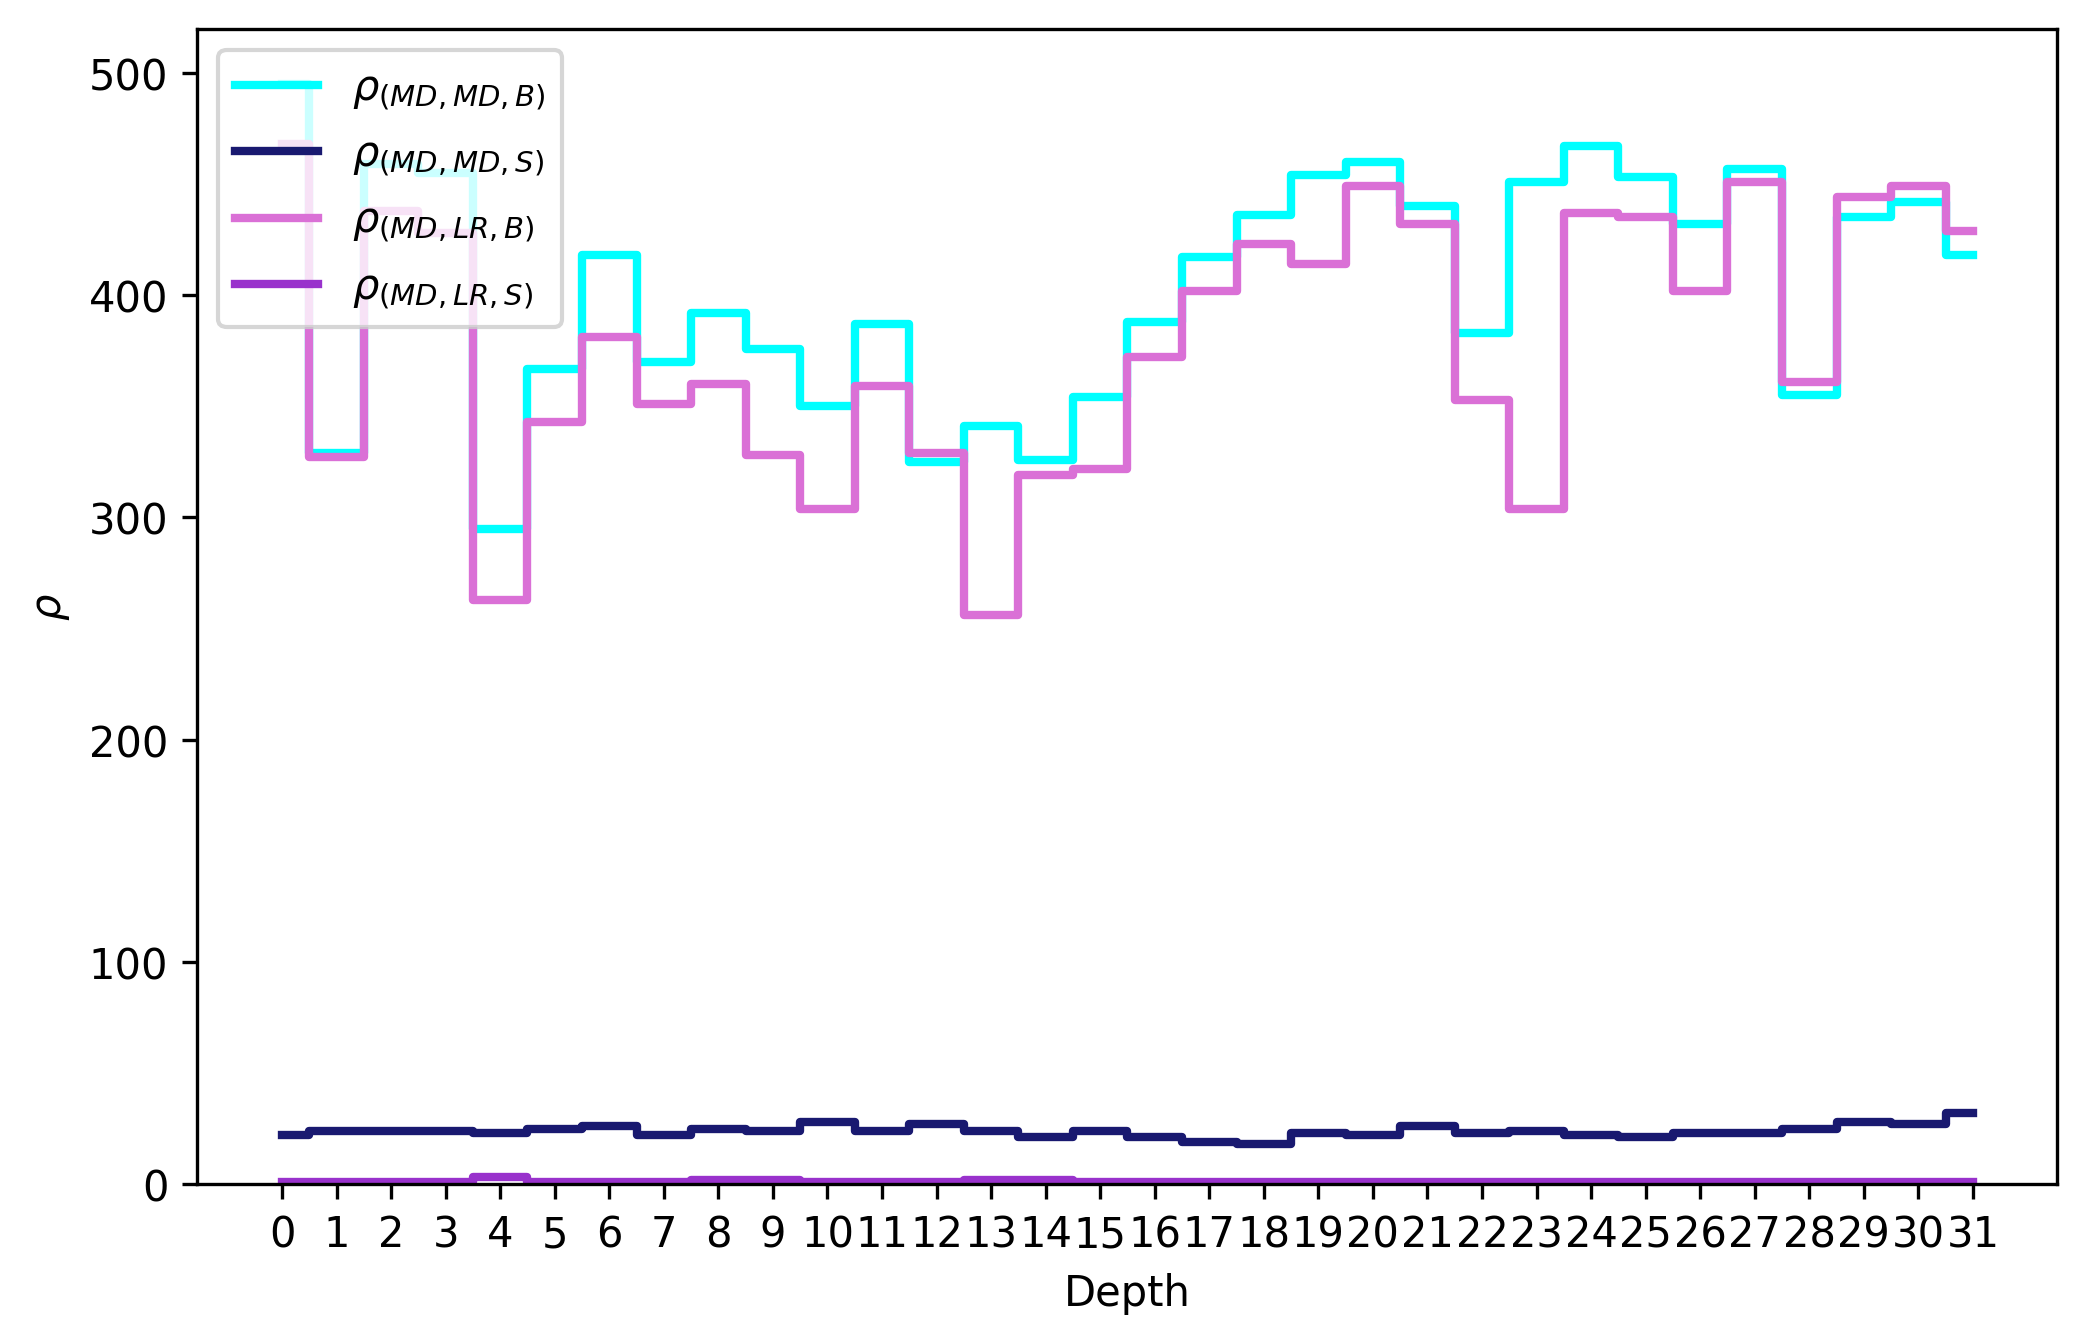 500
400
300
200
100
0
ρ
ρ(MD, MD, B)
ρ(MD, MD, S)
ρ(MD, LR, B)
ρ(MD, LR, S)
0 1 2 3 4 5 6 7 8 9 10 11 12 13 14 15 16 17 18 19 20 21 22 23 24 25 26 27 28 29 30 31
Depth